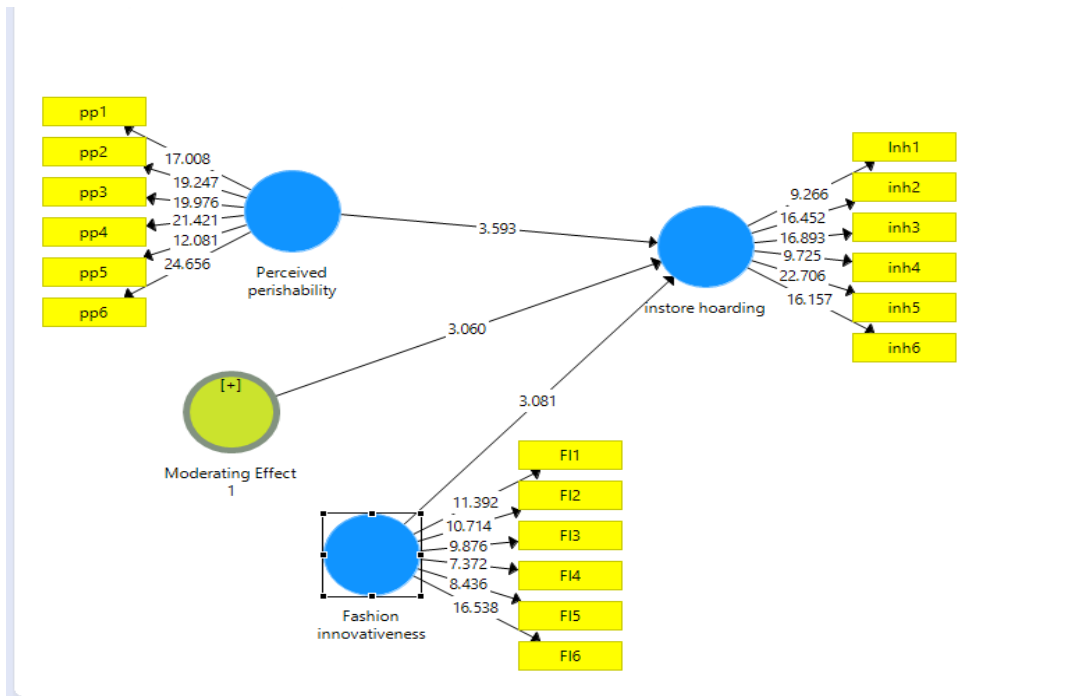 pp1
pp2
pp3
pp4
pp5
pp6
17.008
19.247
19.976
21.421
12.081
24.656
Perceived
perishability
3.593
3.060
3.081
[+]
Moderating Effect
1
instore hoarding
9.266
16.452
16.893
9.725
22.706
16.157
Inh1
inh2
inh3
inh4
inh5
inh6
Fashion
innovativeness
11.392
10.714
9.876
7.372
8.436
16.538
FI1
FI2
FI3
FI4
FI5
FI6